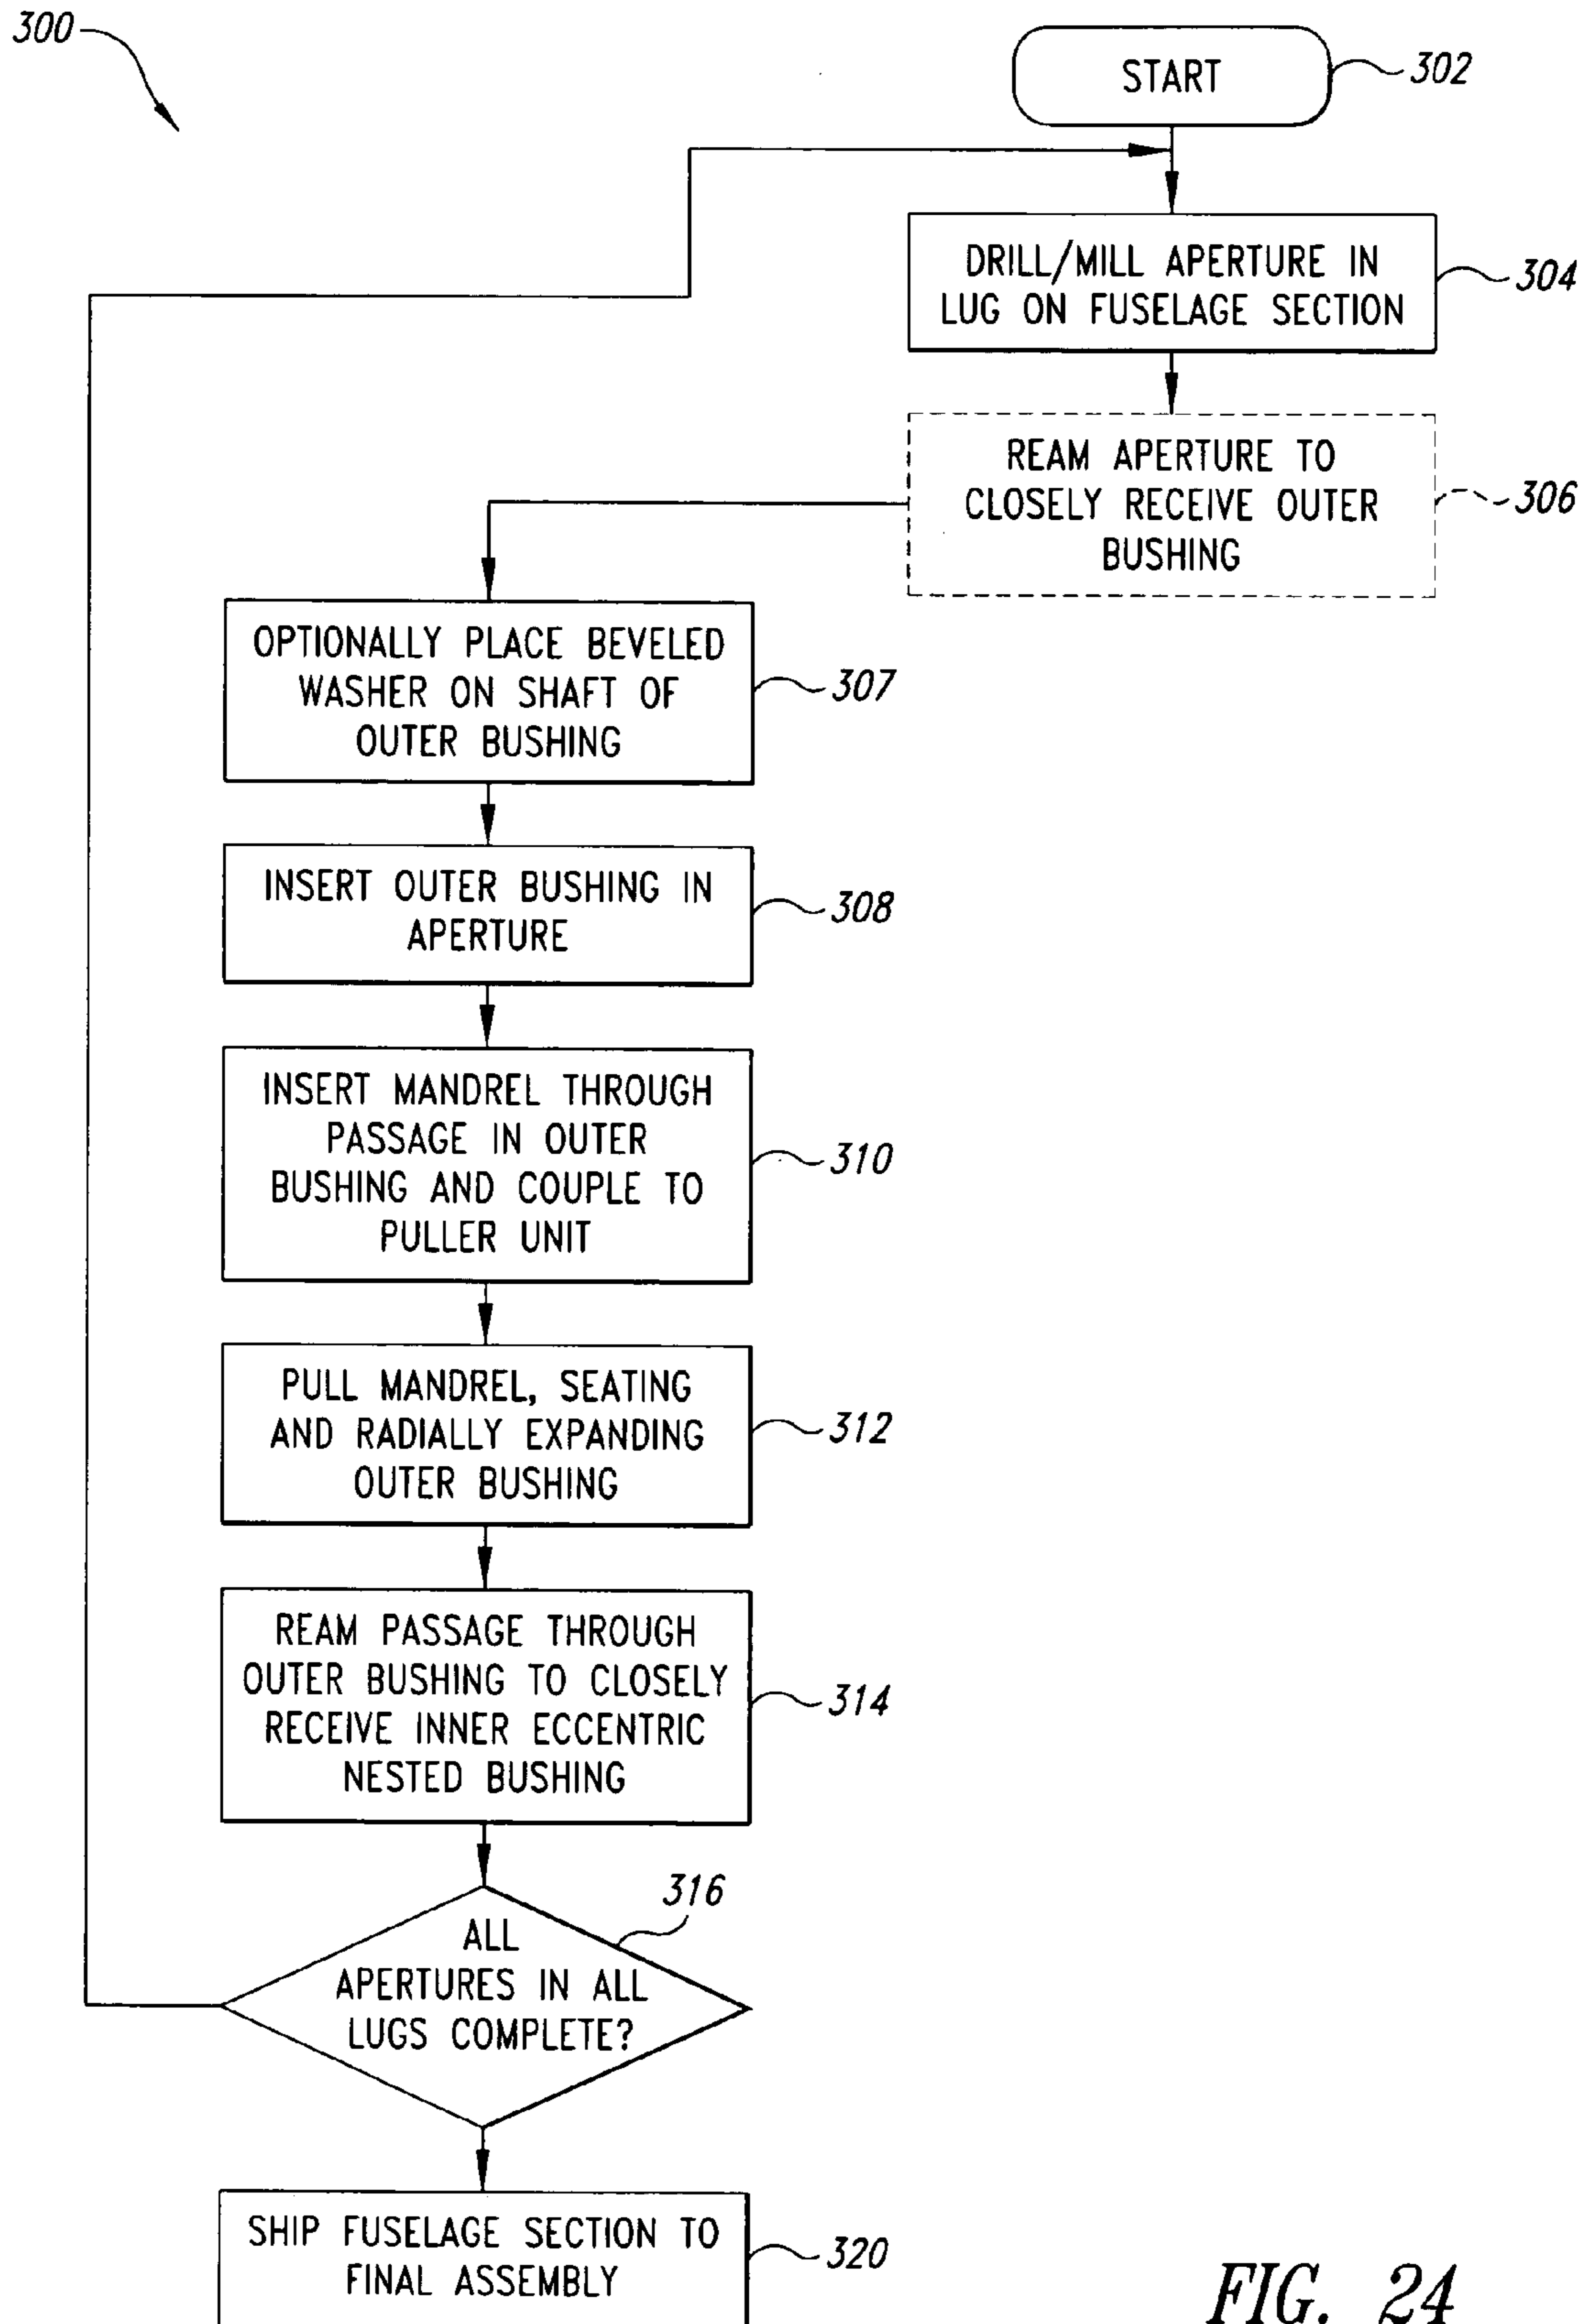 300
START
302
DRILL/MILL APERTURE IN
LUG ON FUSELAGE SECTION
304
REAM APERTURE TO
CLOSELY RECEIVE OUTER
BUSHING
306
OPTIONALLY PLACE BEVELED
WASHER ON SHAFT OF
OUTER BUSHING
307
INSERT OUTER BUSHING IN
APERTURE
308
INSERT MANDREL THROUGH
PASSAGE IN OUTER
BUSHING AND COUPLE TO
PULLER UNIT
310
PULL MANDREL, SEATING
AND RADIALLY EXPANDING
OUTER BUSHING
312
REAM PASSAGE THROUGH
OUTER BUSHING TO CLOSELY
RECEIVE INNER ECCENTRIC
NESTED BUSHING
314
316
ALL
APERTURES IN ALL
LUGS COMPLETE?
SHIP FUSELAGE SECTION TO
FINAL ASSEMBLY
320
FIG. 24